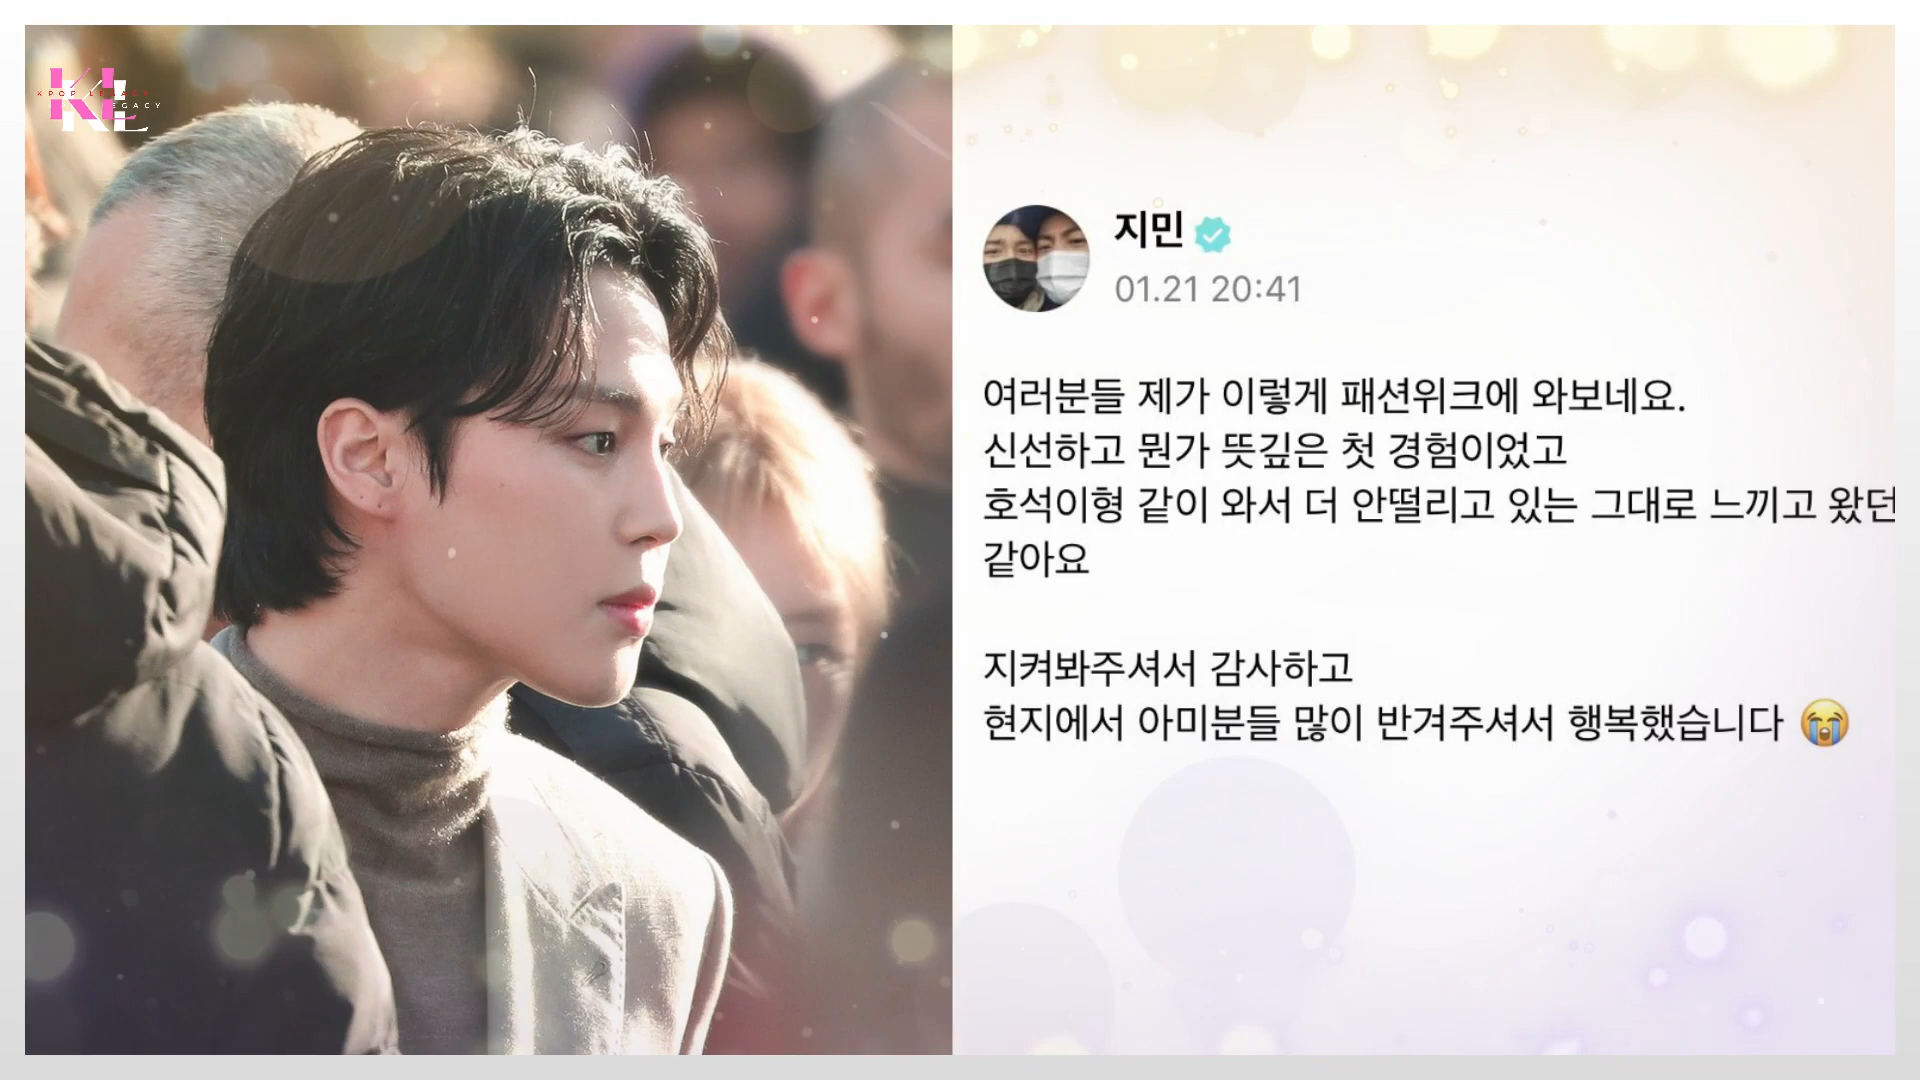 KL
KPOP LEGACY
지민
01.21 20:41
여러분들 제가 이렇게 패션위크에 와보네요.
신선하고 뭔가 뜻깊은 첫 경험이었고
호석이형 같이 와서 더 안떨리고 있는 그대로 느끼고 왔던
같아요
지켜봐주셔서 감사하고
현지에서 아미분들 많이 반겨주셔서 행복했습니다 😭